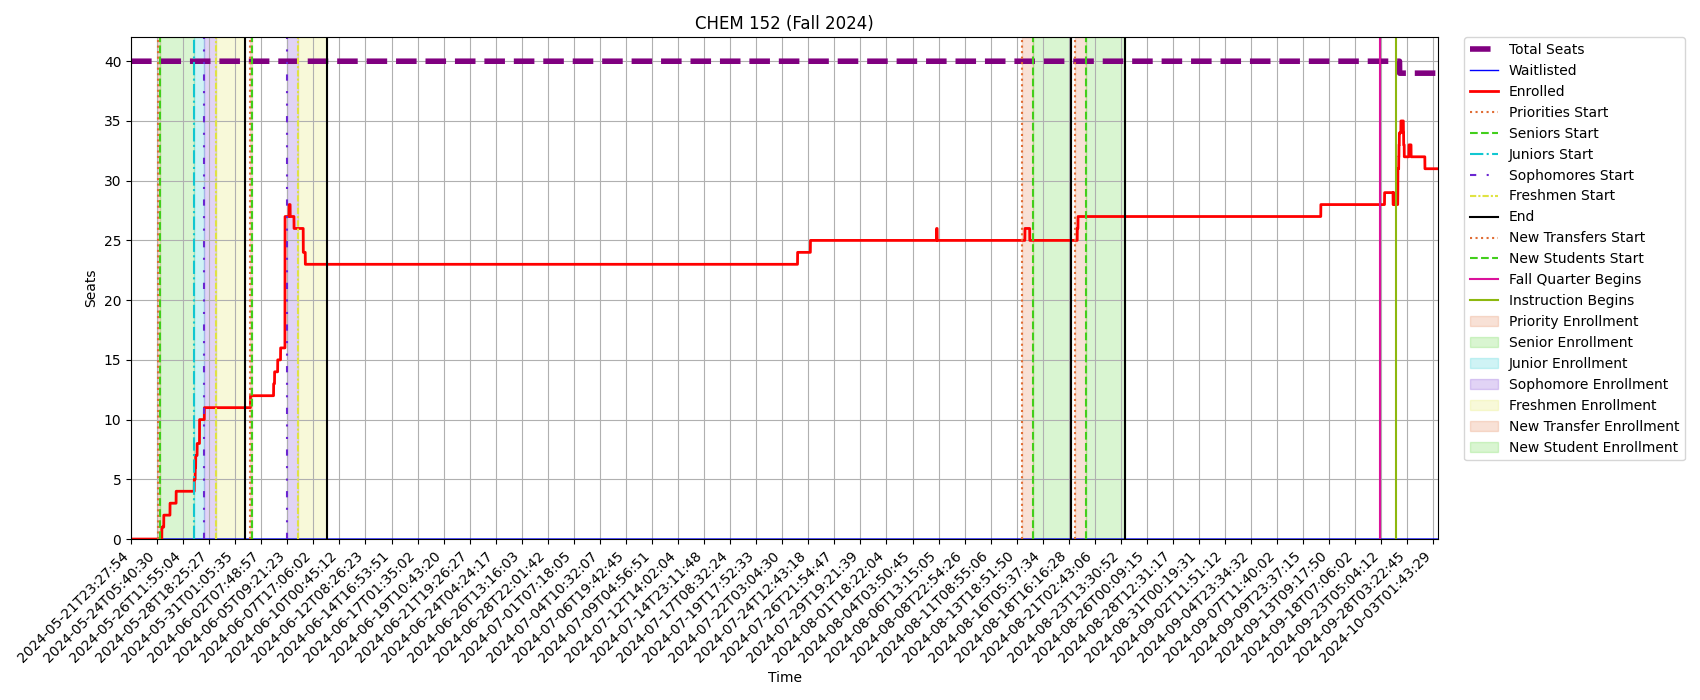 CHEM 152 (Fall 2024)
Seats
40
35
30
25
20
15
10
5
0
2024-05-21T23:27:54
2024-05-24T05:40:30
2024-05-26T11:55:04
2024-05-28T18:25:27
2024-05-31T01:05:35
2024-06-02T07:48:57
2024-06-05T09:21:23
2024-06-07T17:06:02
2024-06-10T00:45:12
2024-06-12T08:26:23
2024-06-14T16:53:51
2024-06-17T01:35:02
2024-06-19T10:43:20
2024-06-21T19:26:27
2024-06-24T04:24:17
2024-06-26T13:16:03
2024-06-28T22:01:42
2024-07-01T07:18:05
2024-07-04T10:32:07
2024-07-06T19:42:45
2024-07-09T04:56:51
2024-07-12T14:02:04
2024-07-14T23:11:48
2024-07-17T08:32:24
2024-07-19T17:52:33
2024-07-22T03:04:30
2024-07-24T12:43:18
2024-07-26T21:54:47
2024-07-29T19:21:39
2024-08-01T18:22:04
2024-08-04T03:50:45
2024-08-06T13:15:05
2024-08-08T22:54:26
2024-08-11T08:55:06
2024-08-13T18:51:50
2024-08-16T05:37:34
2024-08-18T16:16:28
2024-08-21T02:43:06
2024-08-23T13:30:52
2024-08-26T00:09:15
2024-08-28T12:31:17
2024-08-31T00:19:31
2024-09-02T11:51:12
2024-09-04T23:34:32
2024-09-07T11:40:02
2024-09-09T23:37:15
2024-09-13T09:17:50
2024-09-18T07:06:02
2024-09-23T05:04:12
2024-09-28T03:22:45
2024-10-03T01:43:29
Time
Total Seats
Waitlisted
Enrolled
Priorities Start
Seniors Start
Juniors Start
Sophomores Start
Freshmen Start
End
New Transfers Start
New Students Start
Fall Quarter Begins
Instruction Begins
Priority Enrollment
Senior Enrollment
Junior Enrollment
Sophomore Enrollment
Freshmen Enrollment
New Transfer Enrollment
New Student Enrollment